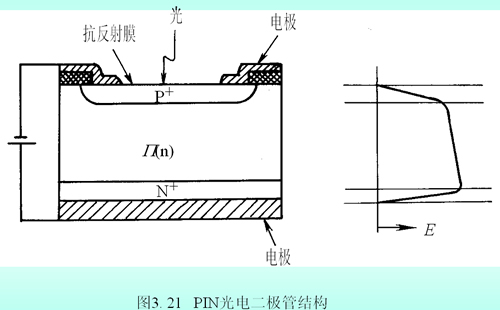 光
抗反射膜
电极
P+
Π(n)
N+
E
电极
图3.21 PIN光电二极管结构